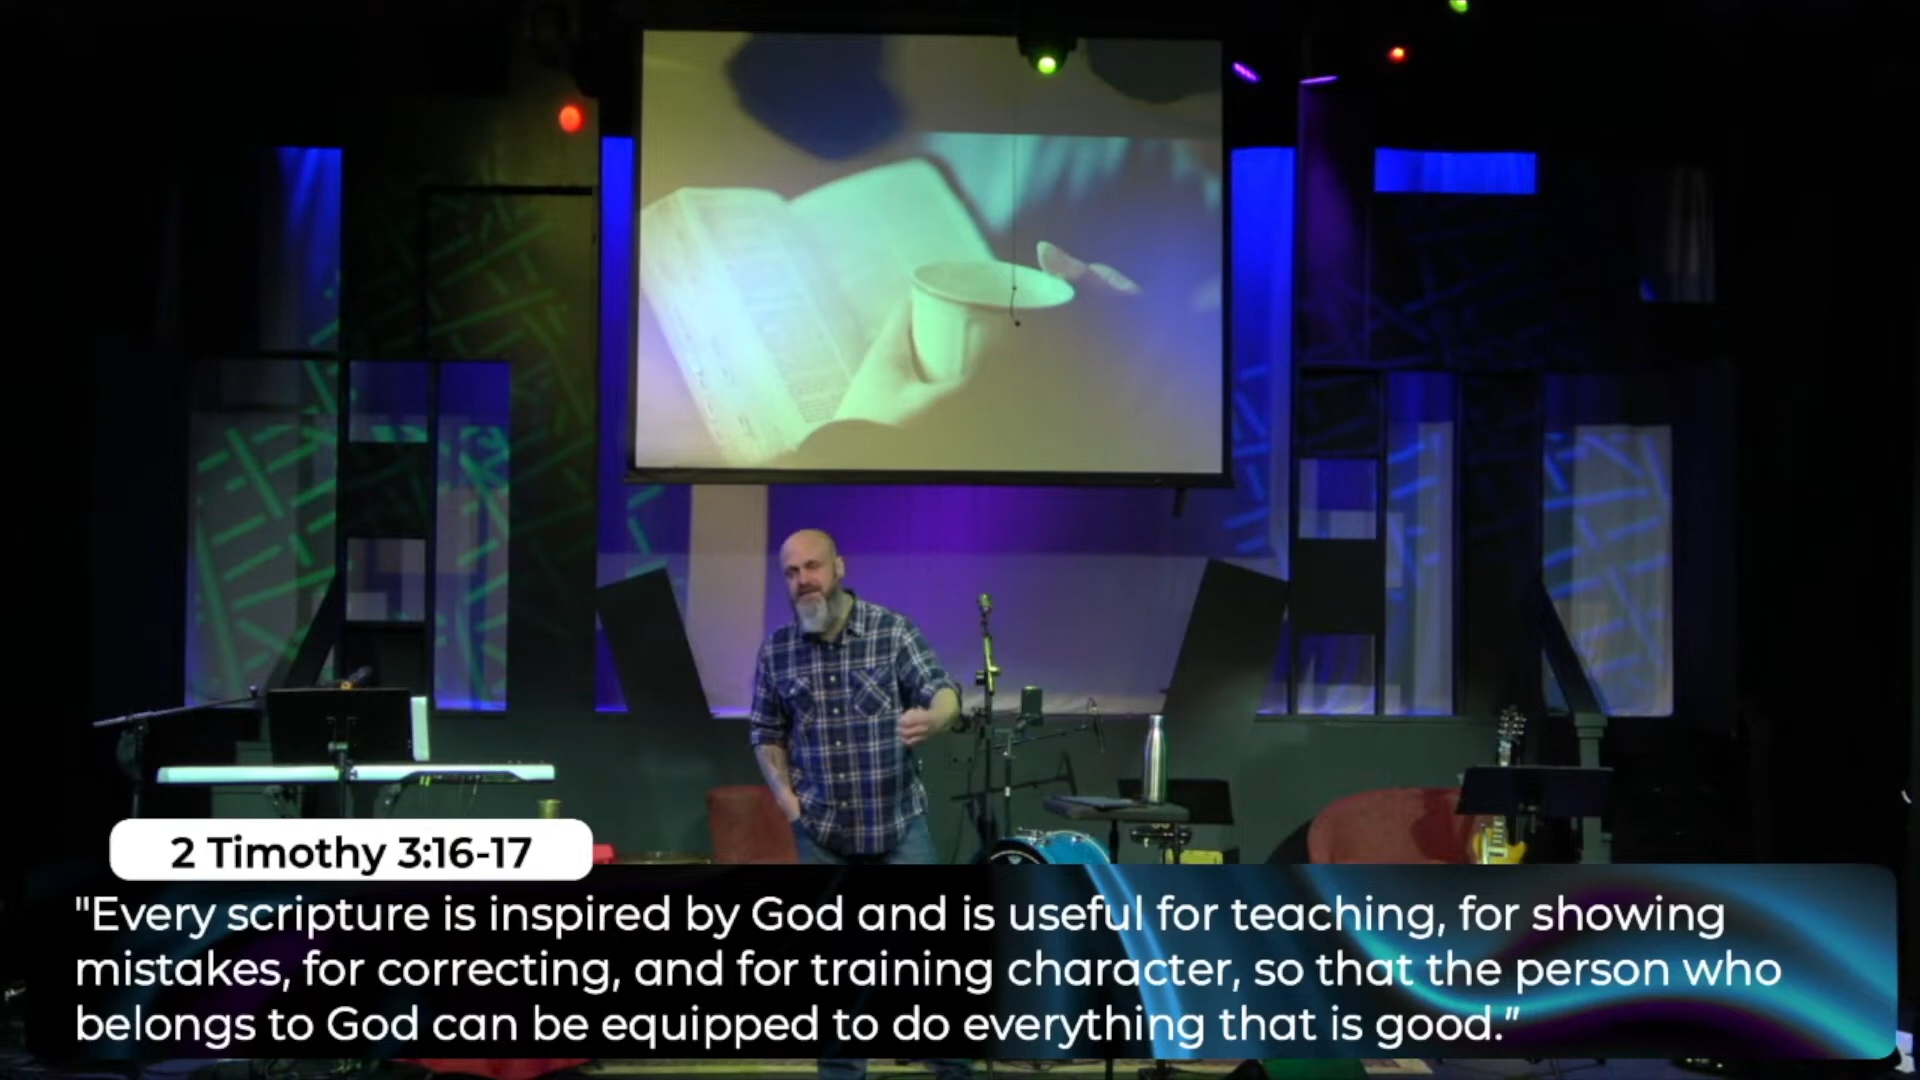 2 Timothy 3:16-17
"Every scripture is inspired by God and is useful for teaching, for showing
mistakes, for correcting, and for training character, so that the person who
belongs to God can be equipped to do everything that is good.”